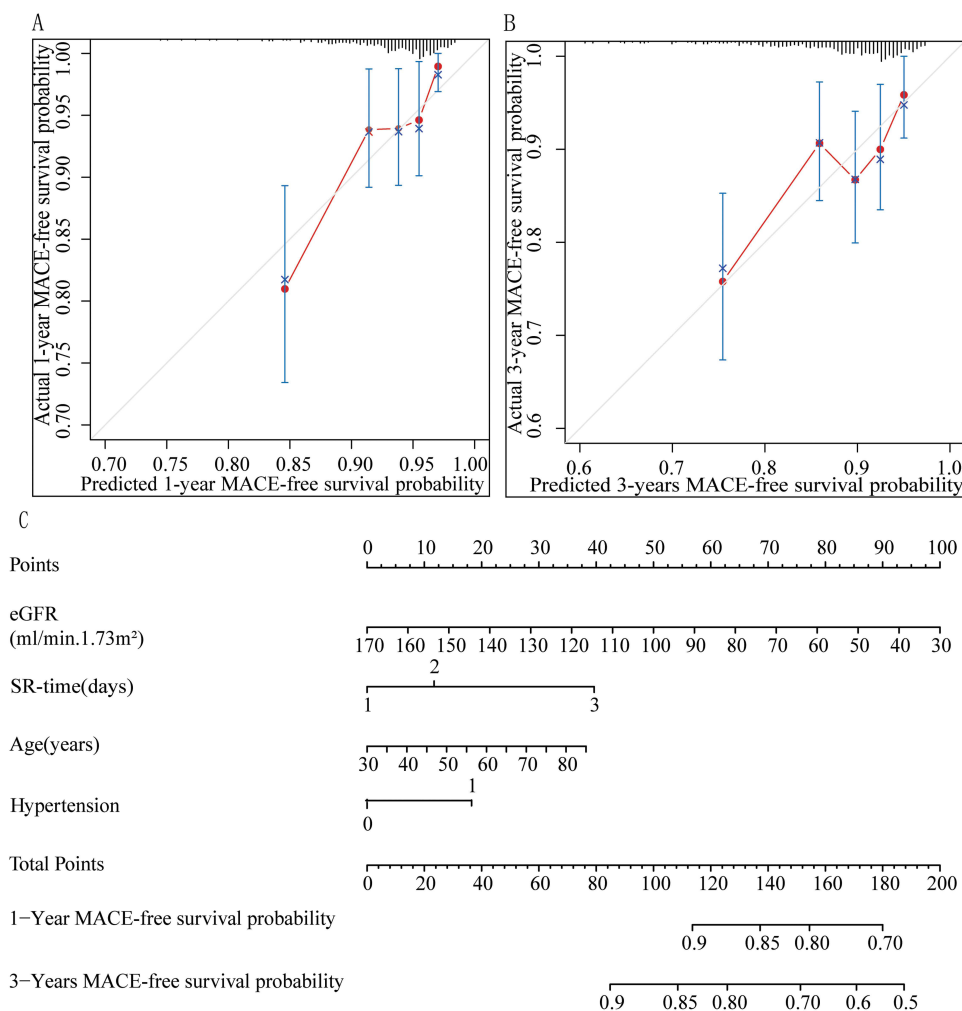 A
Actual 1-year MACE-free survival probability
1.00
0.95
0.90
0.85
0.80
0.75
0.70
0.70 0.75 0.80 0.85 0.90 0.95 1.00
Predicted 1-year MACE-free survival probability
B
Actual 3-year MACE-free survival probability
1.0
0.9
0.8
0.7
0.6
0.6 0.7 0.8 0.9 1.0
Predicted 3-years MACE-free survival probability
C
Points
0 10 20 30 40 50 60 70 80 90 100
eGFR
(ml/min.1.73m²)
170 160 150 140 130 120 110 100 90 80 70 60 50 40 30
SR-time(days)
2
1 3
Age(years)
30 40 50 60 70 80
Hypertension
1
0
Total Points
0 20 40 60 80 100 120 140 160 180 200
1−Year MACE-free survival probability
0.9 0.85 0.80 0.70
3−Years MACE-free survival probability
0.9 0.85 0.80 0.70 0.6 0.5